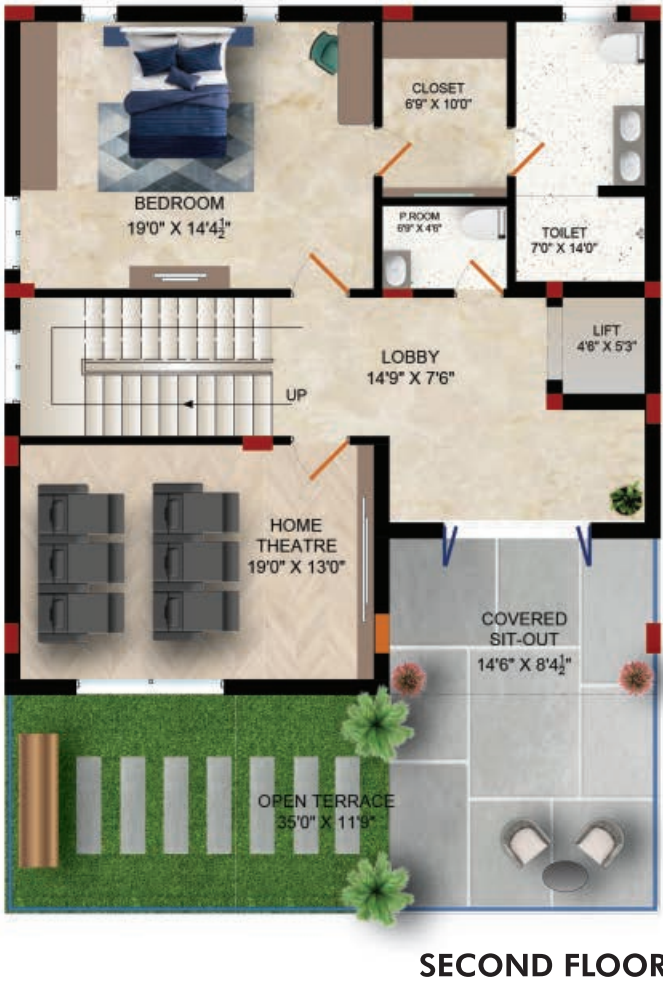 CLOSET
6'9" X 10'0"
BEDROOM
19'0" X 14'4½"
P.ROOM
6'9" X 4'6"
TOILET
7'0" X 14'0"
LIFT
4'6" X 5'3"
LOBBY
14'9" X 7'6"
UP
HOME
THEATRE
19'0" X 13'0"
COVERED
SIT-OUT
14'6" X 8'4½"
OPEN TERRACE
35'0" X 11'9"
SECOND FLOOR